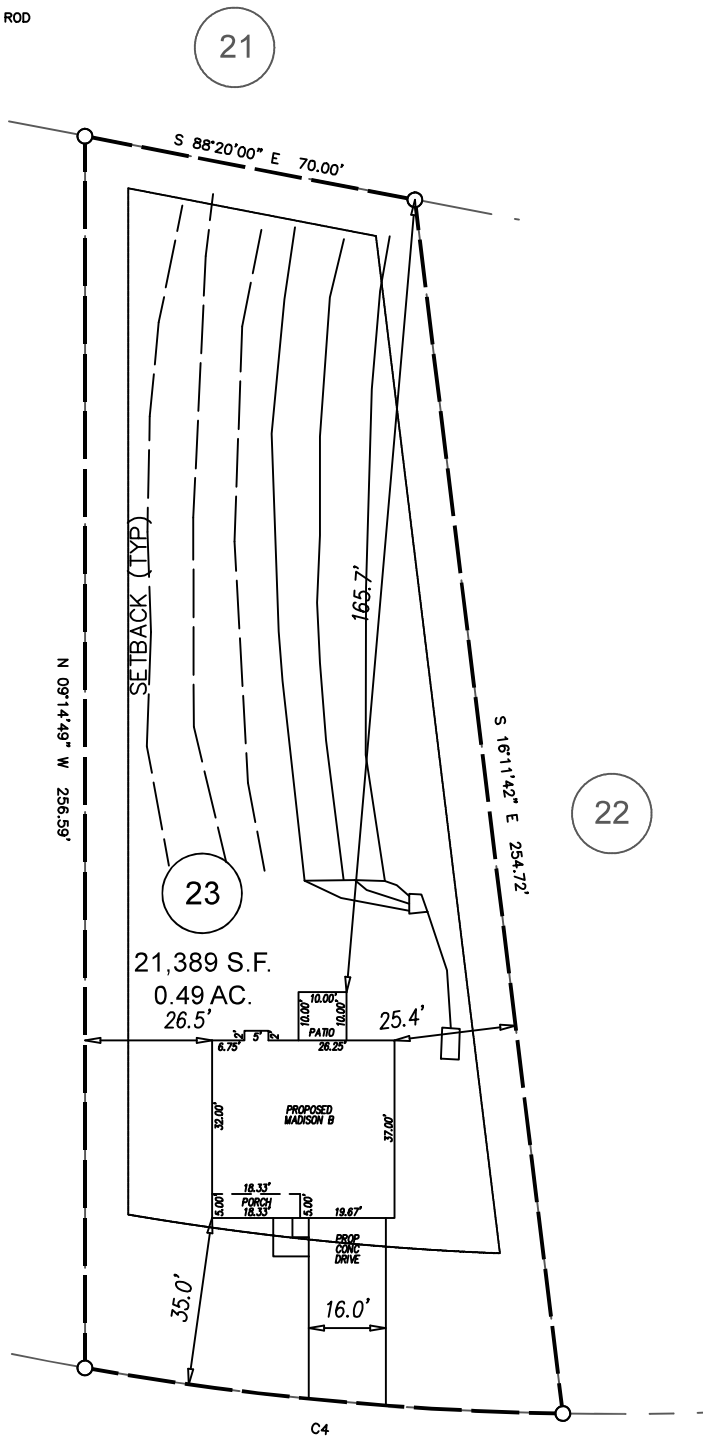 ROD
21
S 88°20'00" E 70.00'
165.7'
SETBACK (TYP)
N 09°14'49" W 256.59'
S 16°11'42" E 254.72'
22
23
21,389 S.F.
0.49 AC.
26.5'
25.4'
10.00'
10.00'
10.00'
PATIO
2'
5'
2'
6.75'
26.25'
32.00'
PROPOSED
MADISON B
37.00'
18.33'
5.00'
PORCH
18.33'
5.00'
19.67'
PROP
CONC
DRIVE
35.0'
16.0'
C4